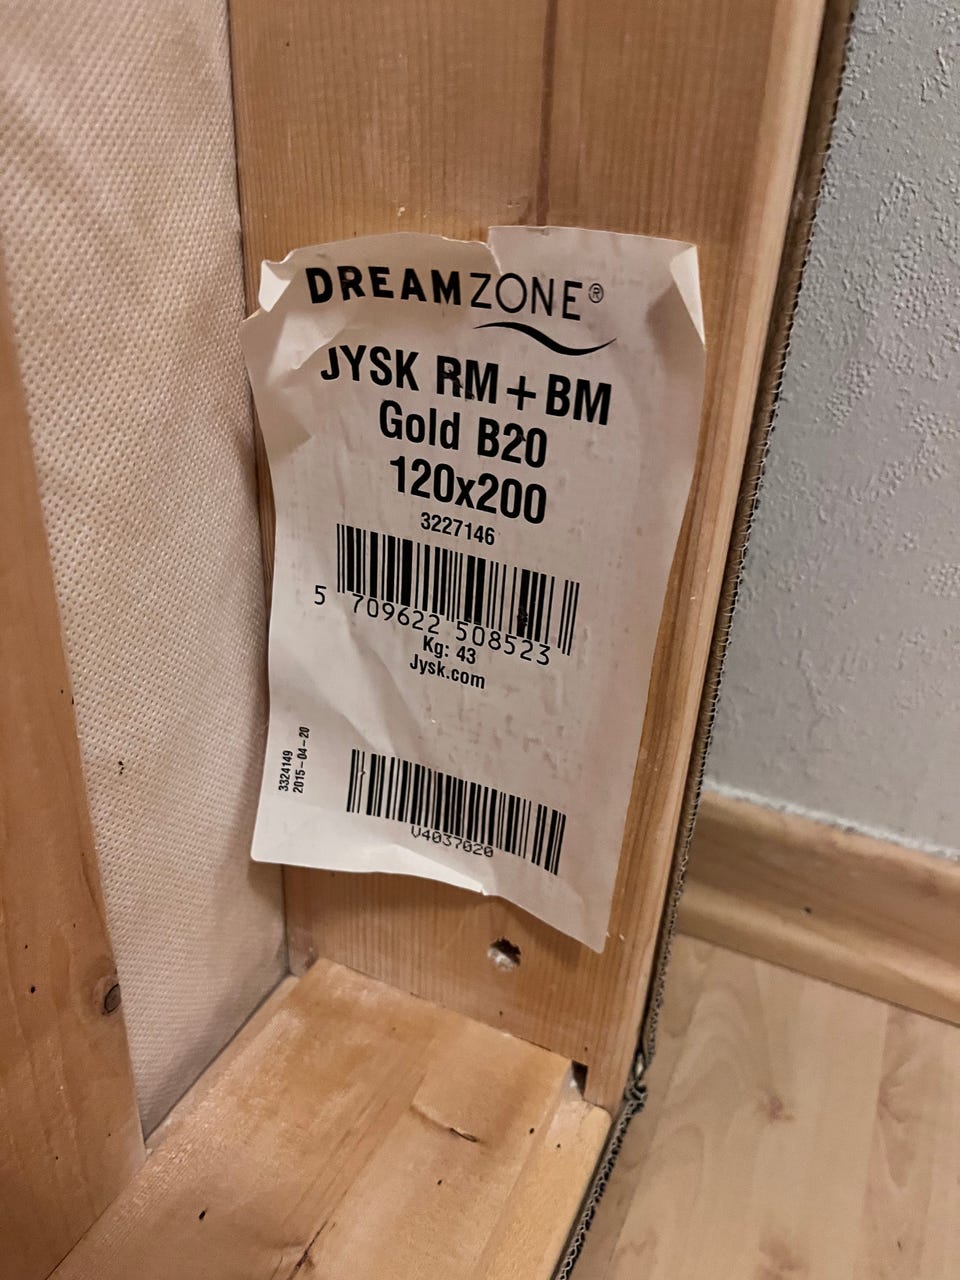 DREAMZONE®
JYSK RM+BM
Gold B20
120x200
3227146
5 709622 508523
Kg: 43
Jysk.com
3324149
2015-04-20
V4037020